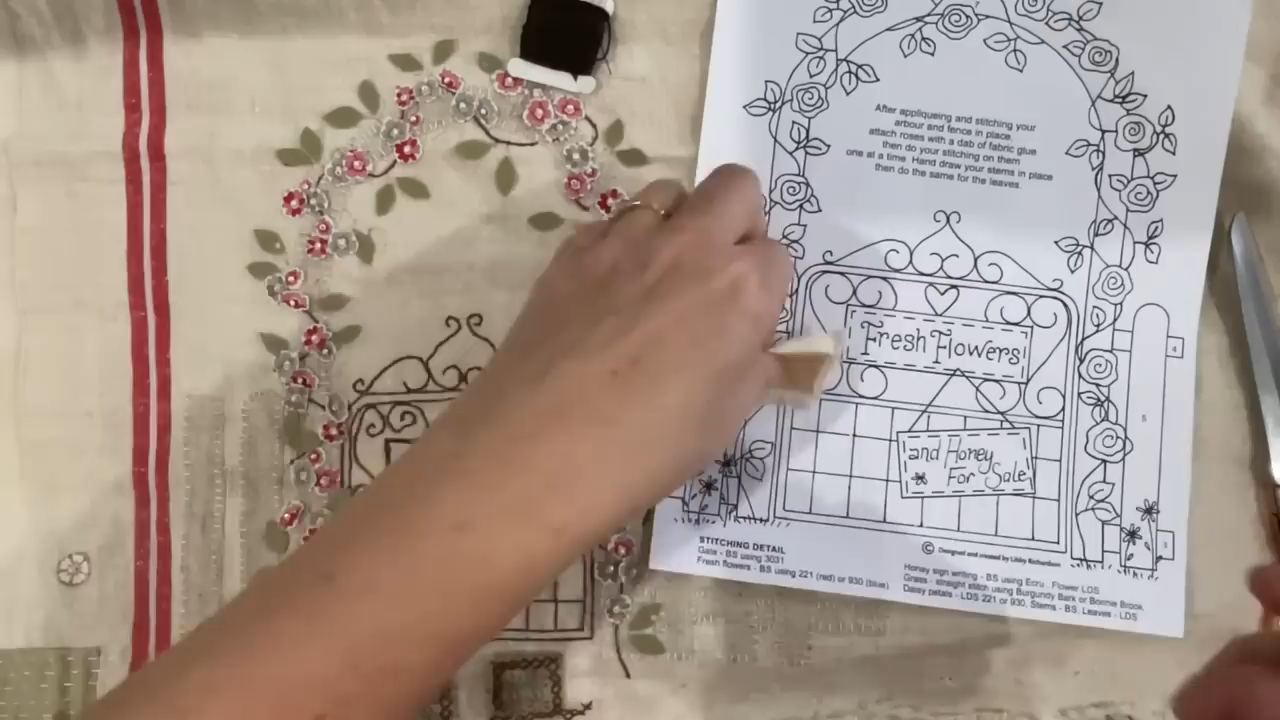 After appliqueing and stitching your
arbour and fence in place,
attach roses with a dab of fabric glue
then do your stitching on them
one at a time. Hand draw your stems in place
then do the same for the leaves.
Fresh Flowers
and Honey
For Sale
4
5
3
STITCHING DETAIL
Gate - BS using 3031
Fresh flowers - BS using 221 (red) or 930 (blue)
© Designed and created by Libby Richardson
Honey sign writing - BS using Ecru. Flower LDS
Grass - straight stitch using Burgundy Bark or Bonnie Brook
Daisy petals - LDS 221 or 930, Stems - BS. Leaves - LDS